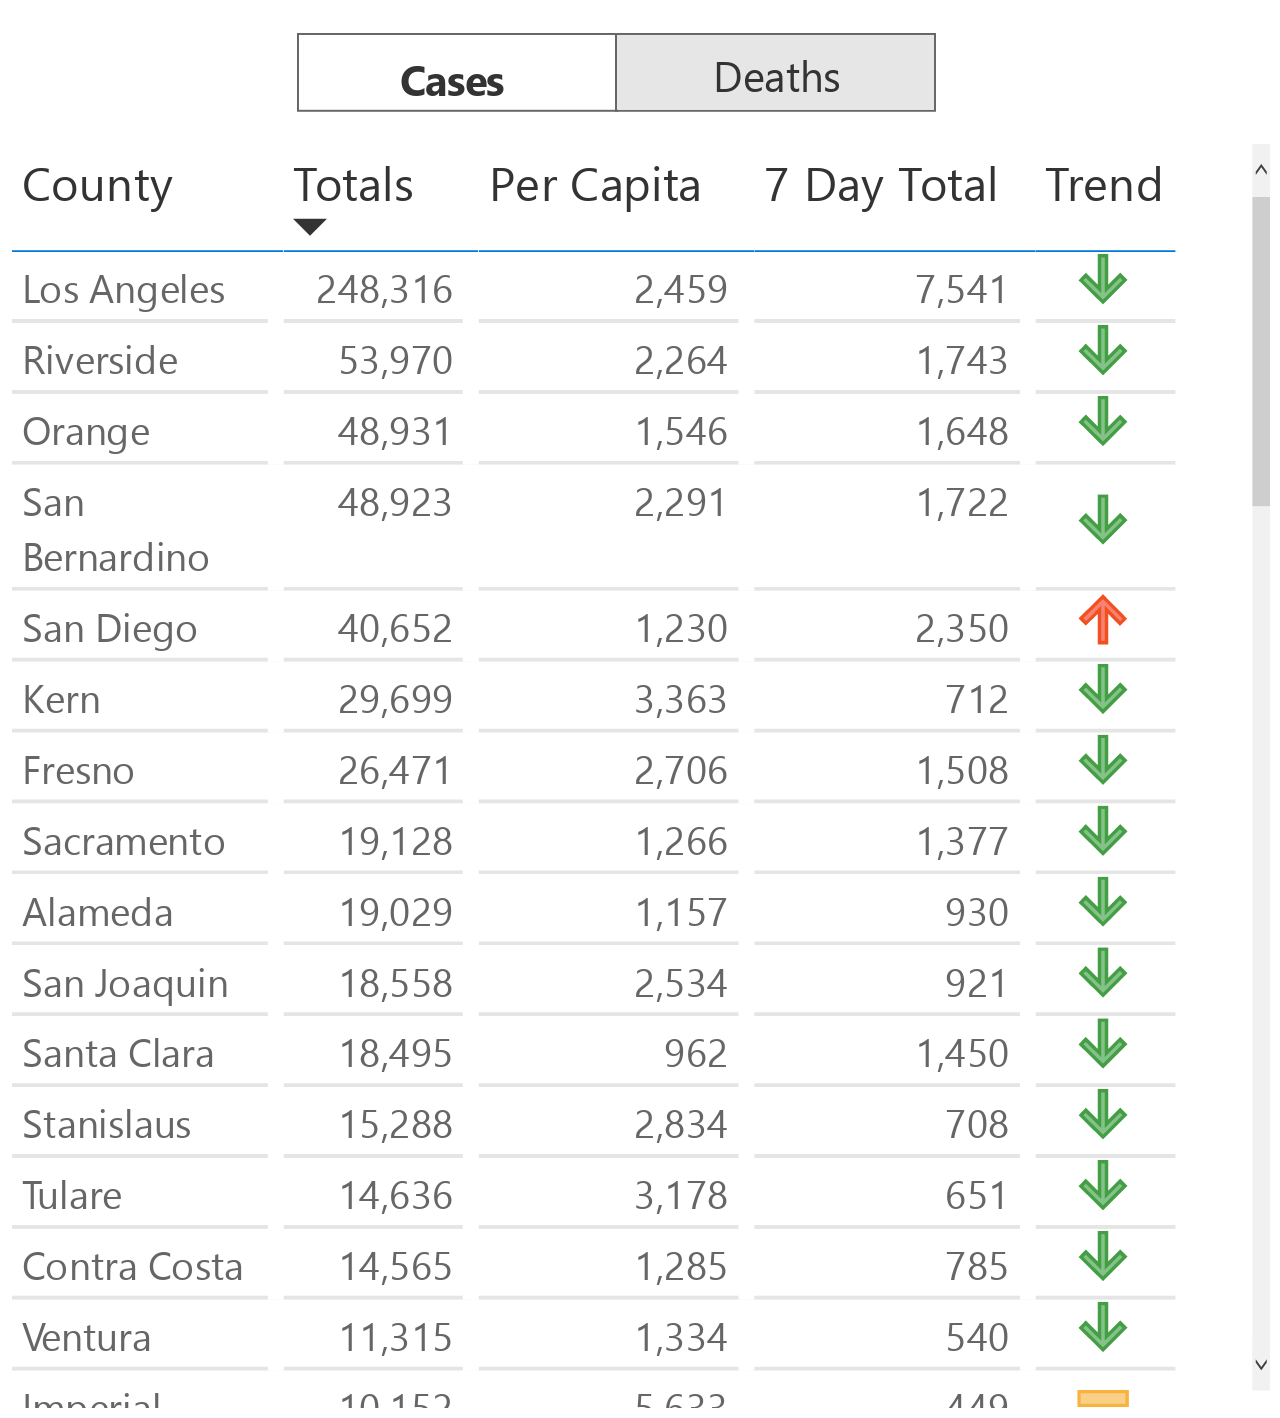 Cases Deaths
County Totals Per Capita 7 Day Total Trend
Los Angeles 248,316 2,459 7,541
Riverside 53,970 2,264 1,743
Orange 48,931 1,546 1,648
San 48,923 2,291 1,722
Bernardino
San Diego 40,652 1,230 2,350
Kern 29,699 3,363 712
Fresno 26,471 2,706 1,508
Sacramento 19,128 1,266 1,377
Alameda 19,029 1,157 930
San Joaquin 18,558 2,534 921
Santa Clara 18,495 962 1,450
Stanislaus 15,288 2,834 708
Tulare 14,636 3,178 651
Contra Costa 14,565 1,285 785
Ventura 11,315 1,334 540
Imperial 10,152 5,633 449